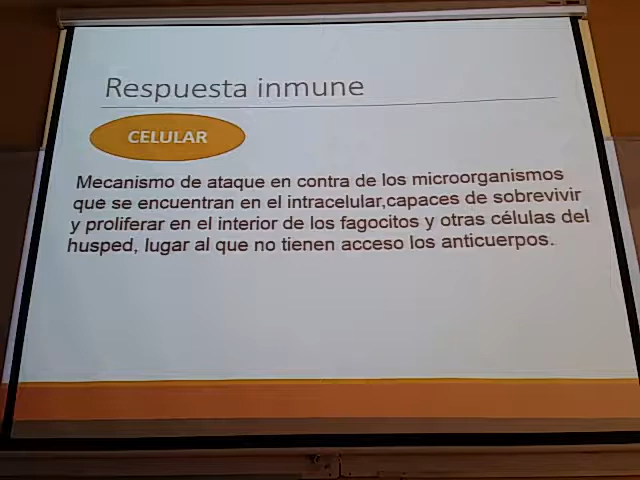 Respuesta inmune
CELULAR
Mecanismo de ataque en contra de los microorganismos
que se encuentran en el intracelular,capaces de sobrevivir
y proliferar en el interior de los fagocitos y otras células del
husped, lugar al que no tienen acceso los anticuerpos.